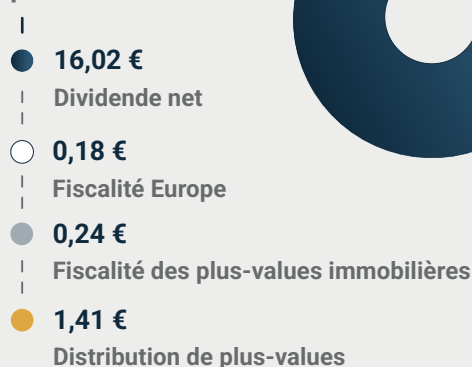 16,02 €
Dividende net
0,18 €
Fiscalité Europe
0,24 €
Fiscalité des plus-values immobilières
1,41 €
Distribution de plus-values